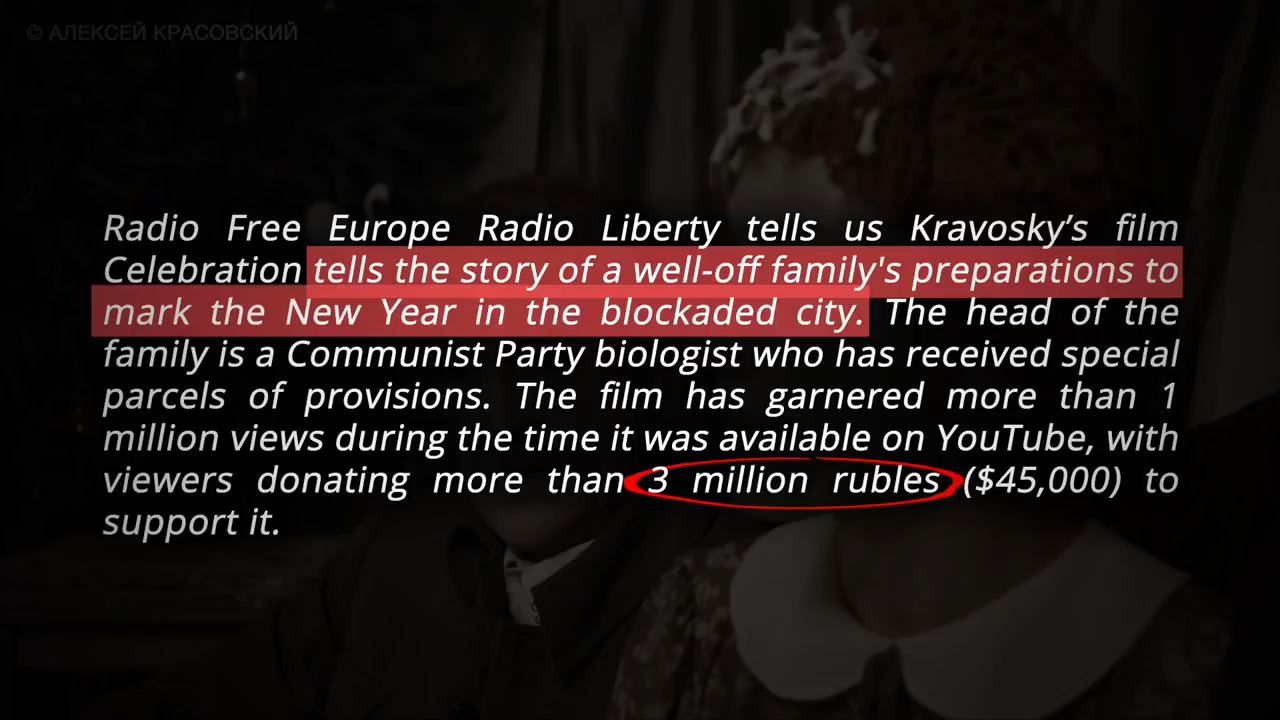 © АЛЕКСЕЙ КРАСОВСКИЙ
Radio Free Europe Radio Liberty tells us Kravosky’s film
Celebration tells the story of a well-off family's preparations to
mark the New Year in the blockaded city. The head of the
family is a Communist Party biologist who has received special
parcels of provisions. The film has garnered more than 1
million views during the time it was available on YouTube, with
viewers donating more than 3 million rubles ($45,000) to
support it.